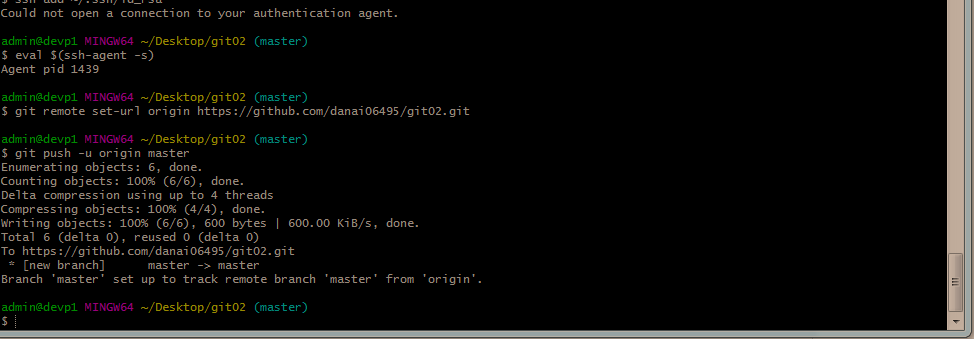 $ ssh-add ~/.ssh/id_rsa
Could not open a connection to your authentication agent.
admin@devp1 MINGW64 ~/Desktop/git02 (master)
$ eval $(ssh-agent -s)
Agent pid 1439
admin@devp1 MINGW64 ~/Desktop/git02 (master)
$ git remote set-url origin https://github.com/danai06495/git02.git
admin@devp1 MINGW64 ~/Desktop/git02 (master)
$ git push -u origin master
Enumerating objects: 6, done.
Counting objects: 100% (6/6), done.
Delta compression using up to 4 threads
Compressing objects: 100% (4/4), done.
Writing objects: 100% (6/6), 600 bytes | 600.00 KiB/s, done.
Total 6 (delta 0), reused 0 (delta 0)
To https://github.com/danai06495/git02.git
 * [new branch]      master -> master
Branch 'master' set up to track remote branch 'master' from 'origin'.
admin@devp1 MINGW64 ~/Desktop/git02 (master)
$